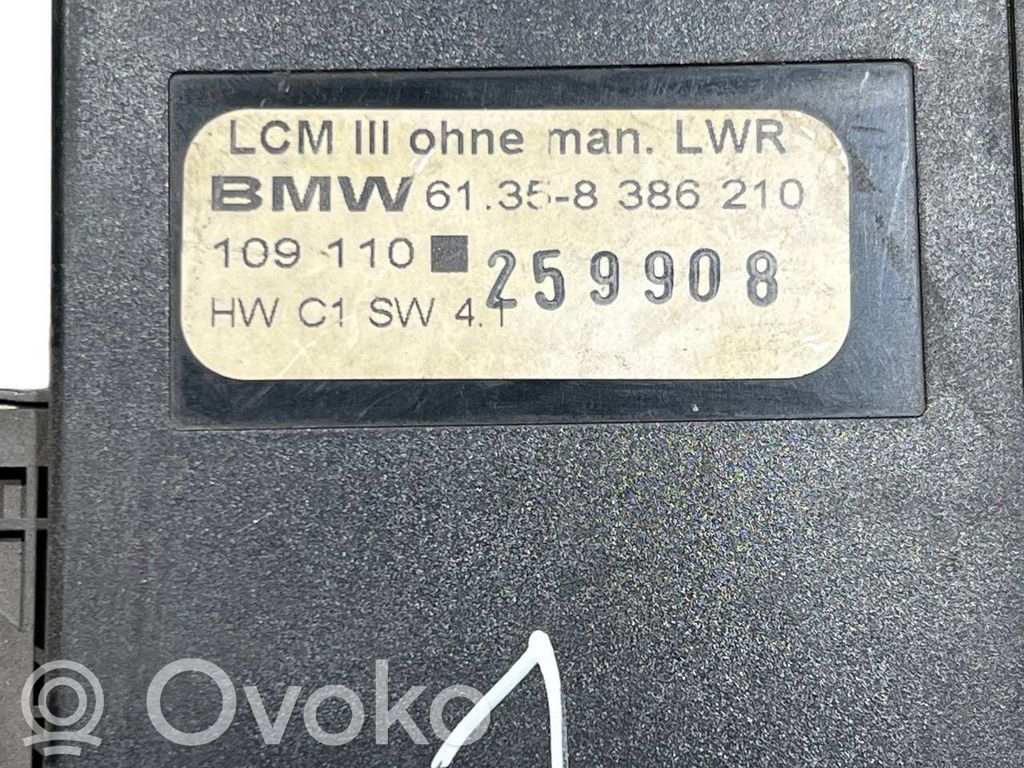 LCM III ohne man. LWR
BMW 61.35-8 386 210
109 110 259908
HW C1 SW 4.1
1
Ovoko